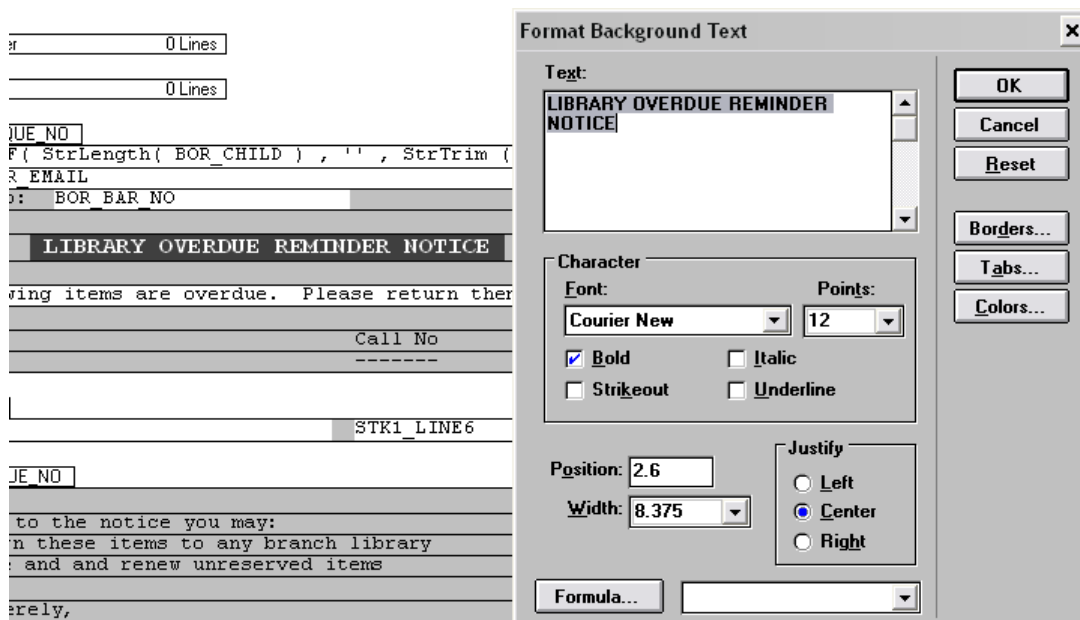 0 Lines
0 Lines
UE_NO
F( StrLength( BOR_CHILD ) , '' , StrTrim (
R_EMAIL
: BOR_BAR_NO
LIBRARY OVERDUE REMINDER NOTICE
wing items are overdue. Please return
Call No
-------
STK1_LINE6
UE_NO
to the notice you may:
n these items to any branch library
and and renew unreserved items
erely,
Format Background Text
Text:
LIBRARY OVERDUE REMINDER
NOTICE
OK
Cancel
Reset
Borders...
Tabs...
Colors...
Character
Font:
Points:
Courier New
12
Bold
Italic
Strikeout
Underline
Position: 2.6
Width: 8.375
Justify
Left
Center
Right
Formula...